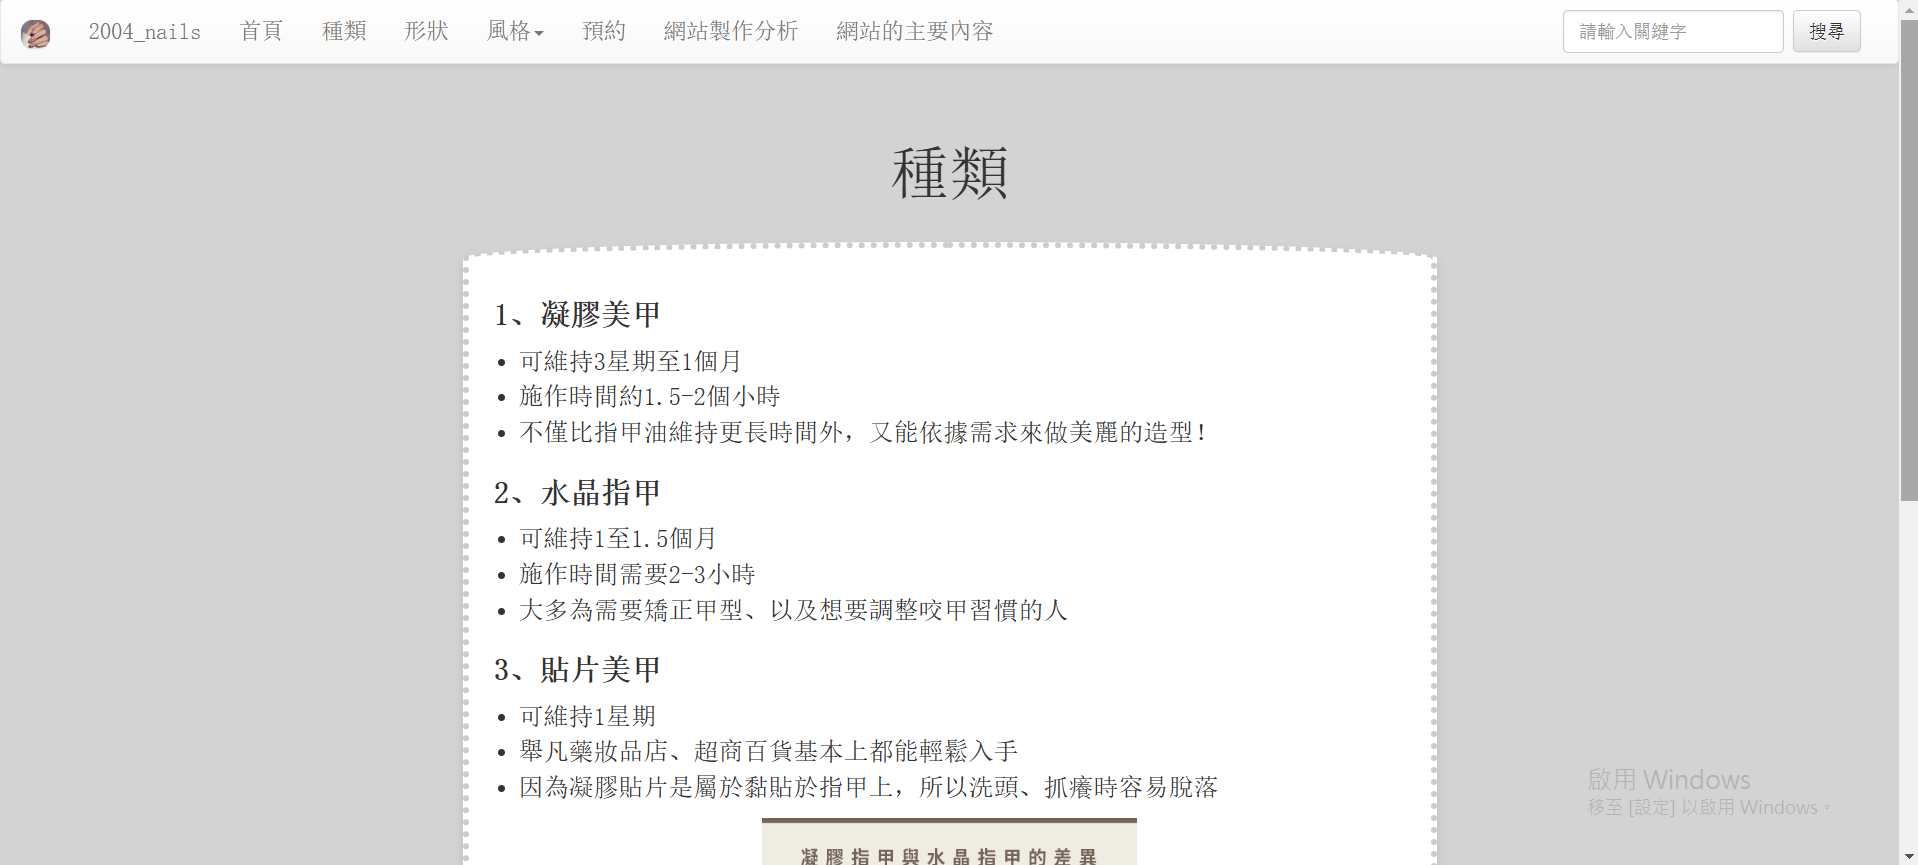 2004_nails 首頁 種類 形狀 風格 預約 網站製作分析 網站的主要內容 請輸入關鍵字 搜尋
種類
1、凝膠美甲
可維持3星期至1個月
施作時間約1.5-2個小時
不僅比指甲油維持更長時間外，又能依據需求來做美麗的造型!
2、水晶指甲
可維持1至1.5個月
施作時間需要2-3小時
大多為需要矯正甲型、以及想要調整咬甲習慣的人
3、貼片美甲
可維持1星期
舉凡藥妝品店、超商百貨基本上都能輕鬆入手
因為凝膠貼片是屬於黏貼於指甲上，所以洗頭、抓癢時容易脫落
凝膠指甲與水晶指甲的差異
啟用 Windows
移至 [設定] 以啟用 Windows。